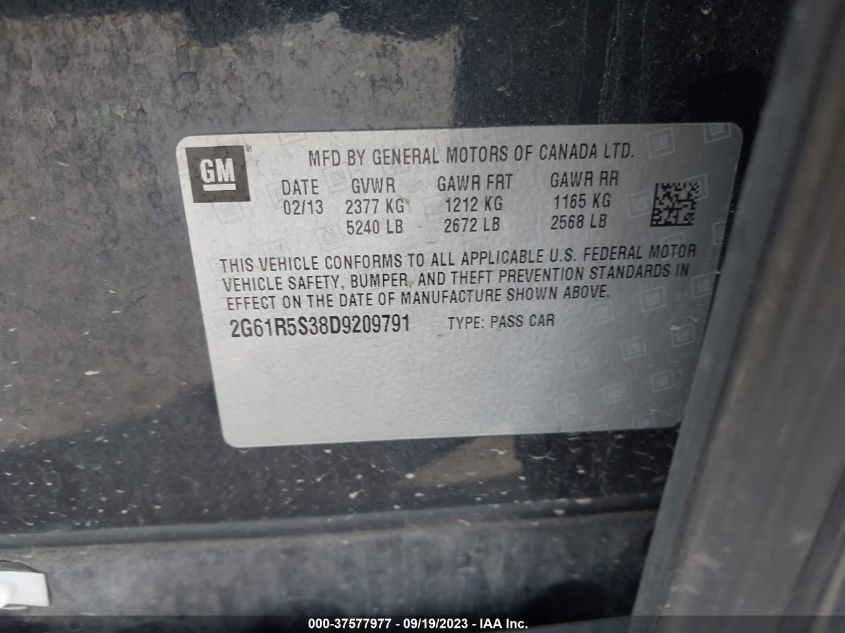 GM
MFD BY GENERAL MOTORS OF CANADA LTD.
DATE GVWR GAWR FRT GAWR RR
02/13 2377 KG 1212 KG 1165 KG
5240 LB 2672 LB 2568 LB
THIS VEHICLE CONFORMS TO ALL APPLICABLE U.S. FEDERAL MOTOR
VEHICLE SAFETY, BUMPER, AND THEFT PREVENTION STANDARDS IN
EFFECT ON THE DATE OF MANUFACTURE SHOWN ABOVE.
2G61R5S38D9209791 TYPE: PASS CAR
000-37577977 - 09/19/2023 - IAA Inc.